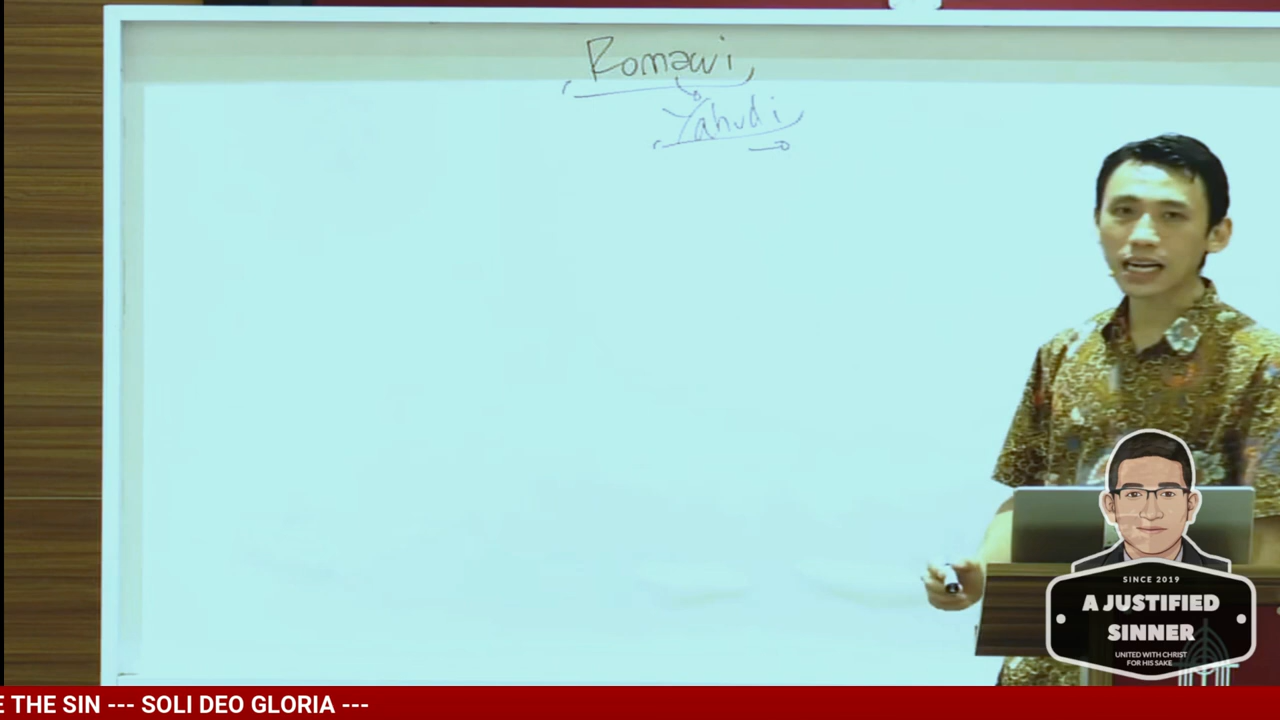 Romawi
Yahudi
SINCE 2019
A JUSTIFIED
SINNER
UNITED WITH CHRIST
FOR HIS SAKE
E THE SIN --- SOLI DEO GLORIA ---